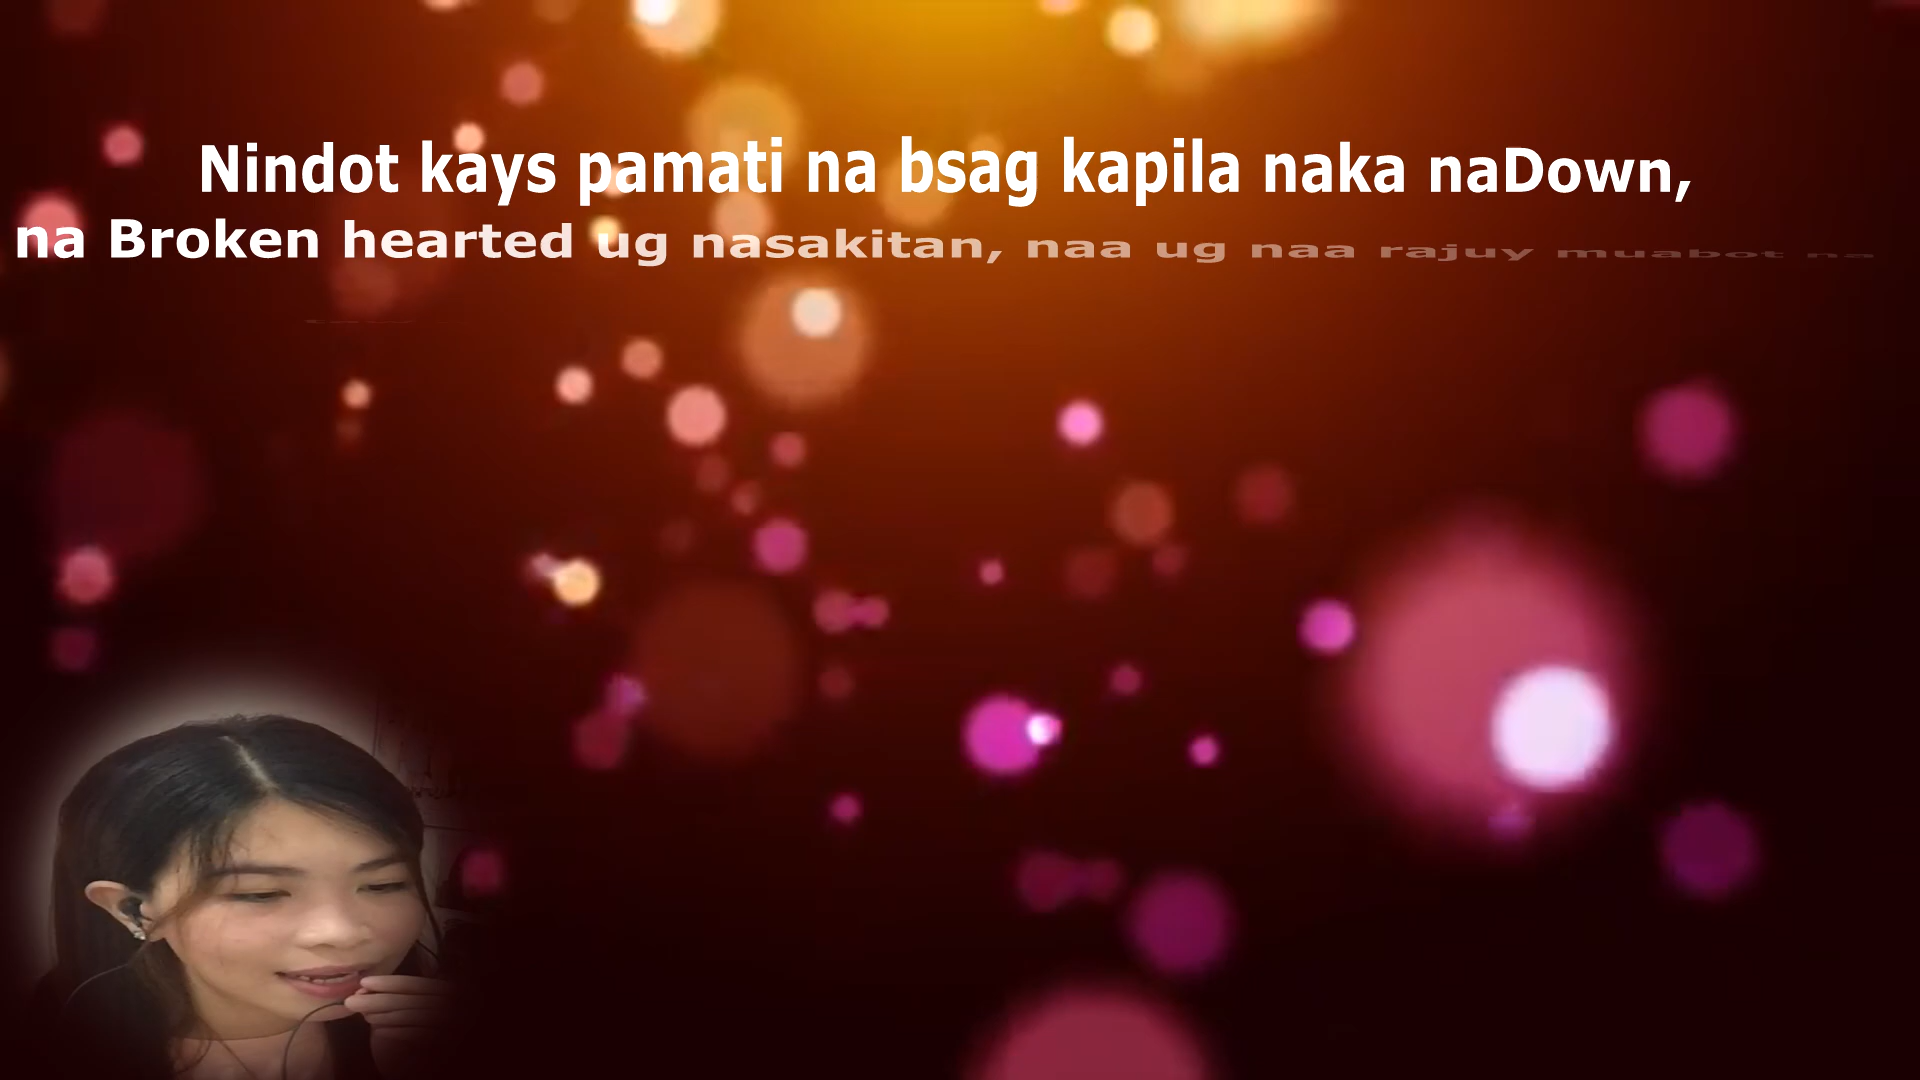 Nindot kays pamati na bsag kapila naka naDown,
na Broken hearted ug nasakitan, naa ug naa rajuy muabot na